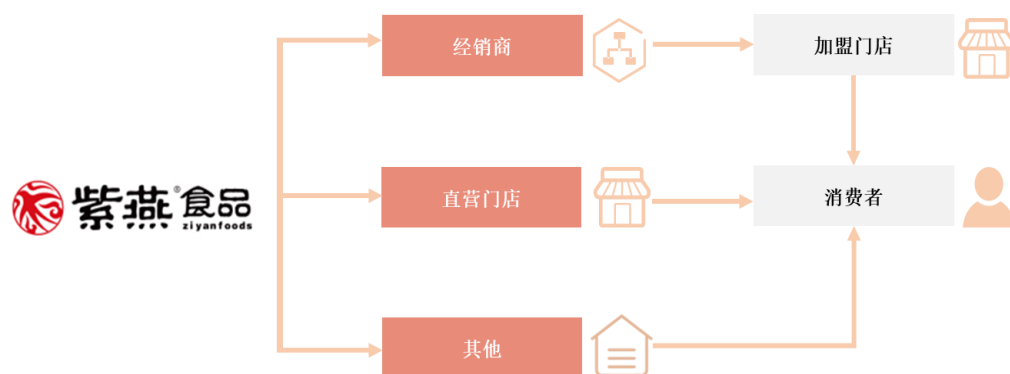 经销商
加盟门店
紫燕®食品
ziyanfoods
直营门店
消费者
其他